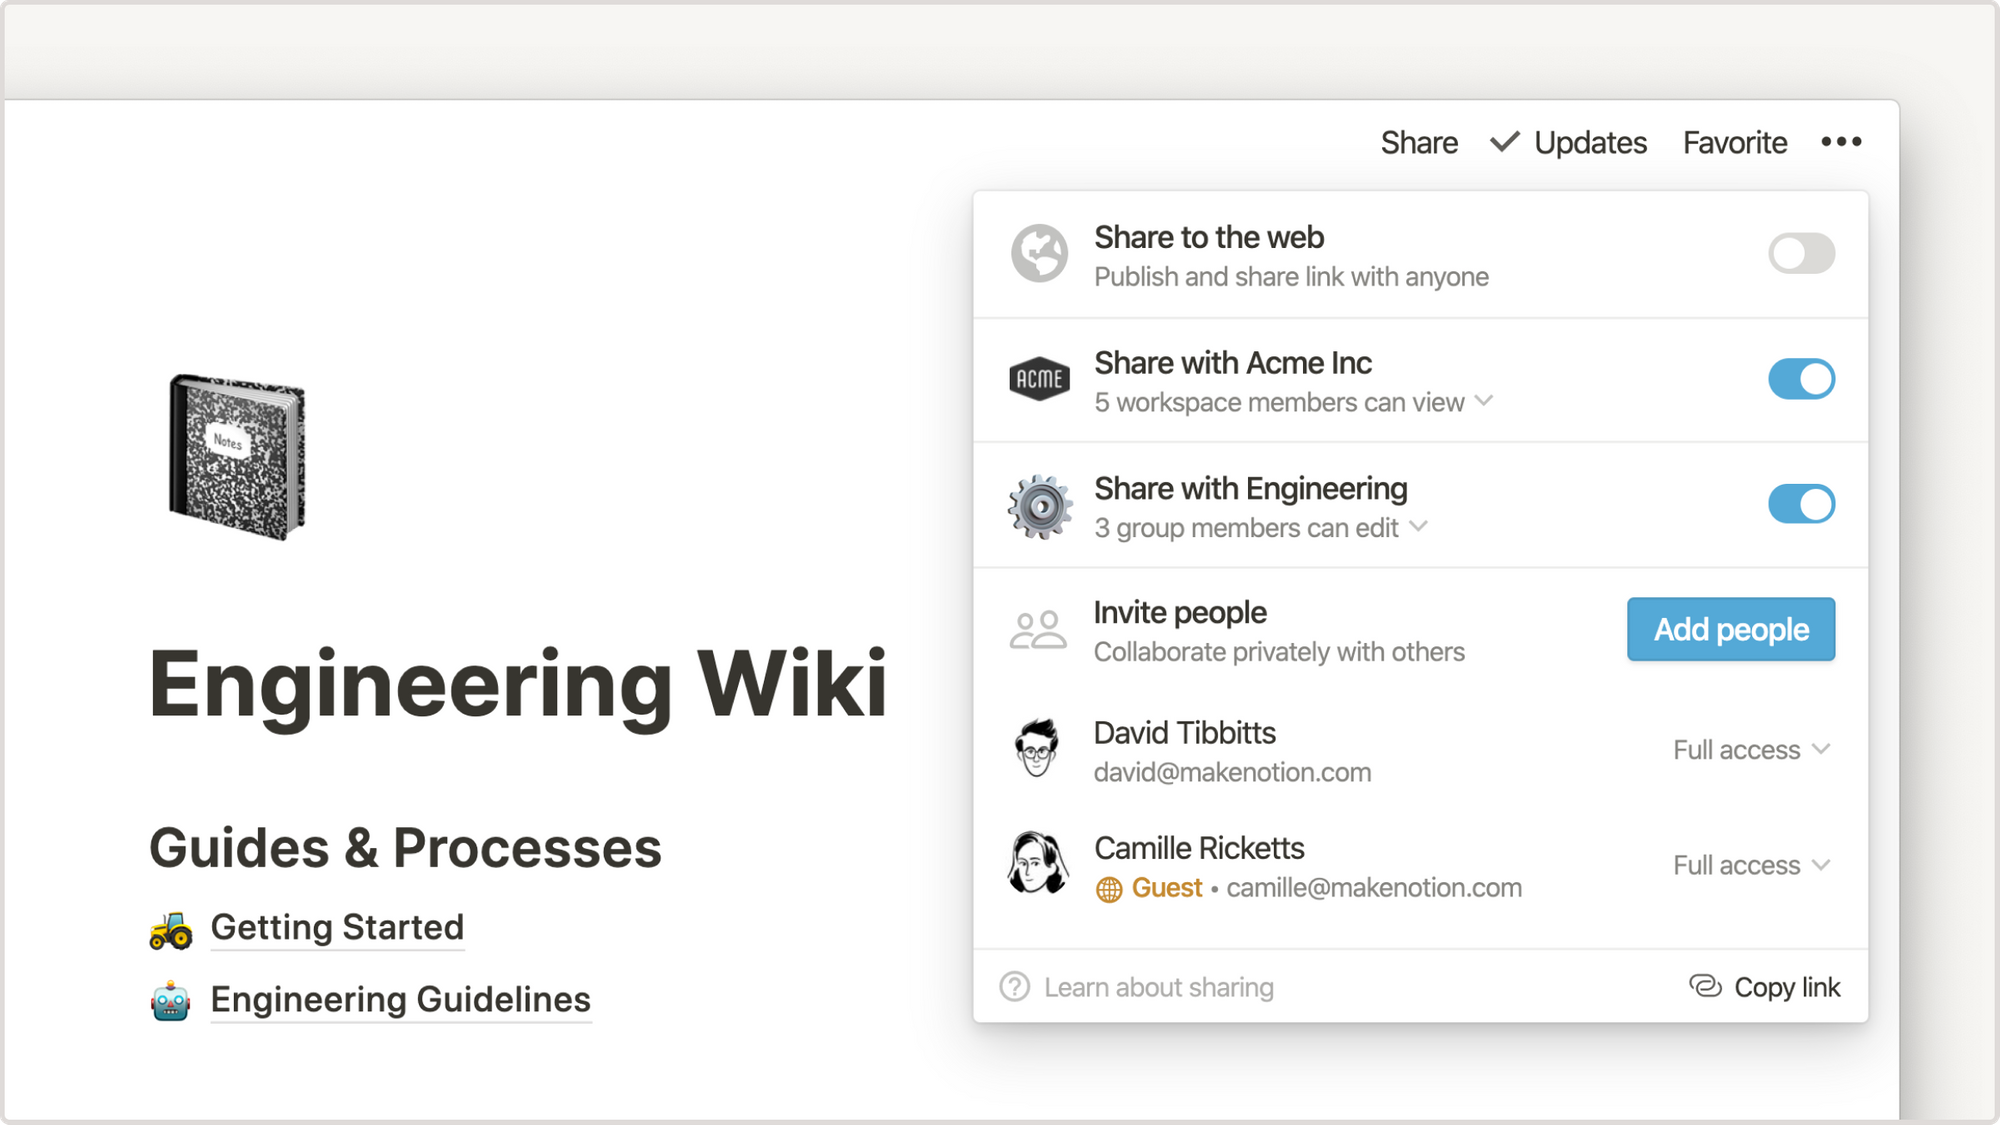 Share ✓ Updates Favorite •••
Share to the web
Publish and share link with anyone
ACME
Share with Acme Inc
5 workspace members can view
Share with Engineering
3 group members can edit
Invite people
Collaborate privately with others
Add people
David Tibbitts
david@makenotion.com
Full access
Camille Ricketts
Guest • camille@makenotion.com
Full access
? Learn about sharing
Copy link
Notes
Engineering Wiki
Guides & Processes
Getting Started
Engineering Guidelines